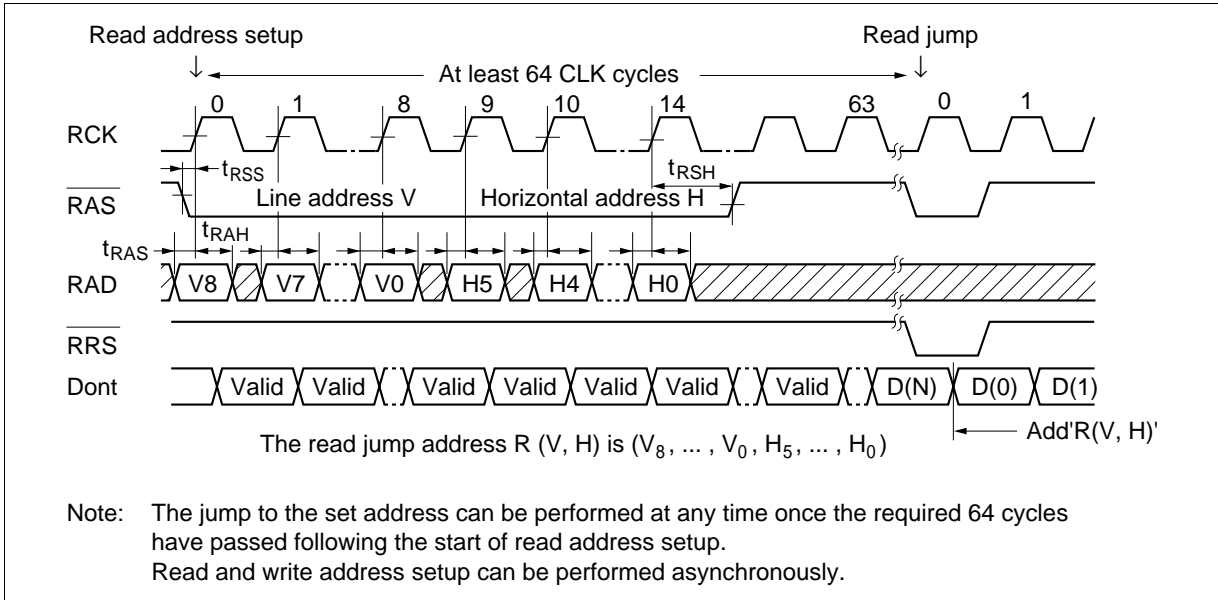 Read address setup Read jump
At least 64 CLK cycles
0 1 8 9 10 14 63 0 1
RCK
tRSS tRSH
RAS Line address V Horizontal address H
tRAS tRAH
RAD V8 V7 V0 H5 H4 H0
RRS
Dont Valid Valid Valid Valid Valid Valid Valid D(N) D(0) D(1)
Add'R(V, H)'
The read jump address R (V, H) is (V8, ... , V0, H5, ... , H0)
Note: The jump to the set address can be performed at any time once the required 64 cycles
have passed following the start of read address setup.
Read and write address setup can be performed asynchronously.